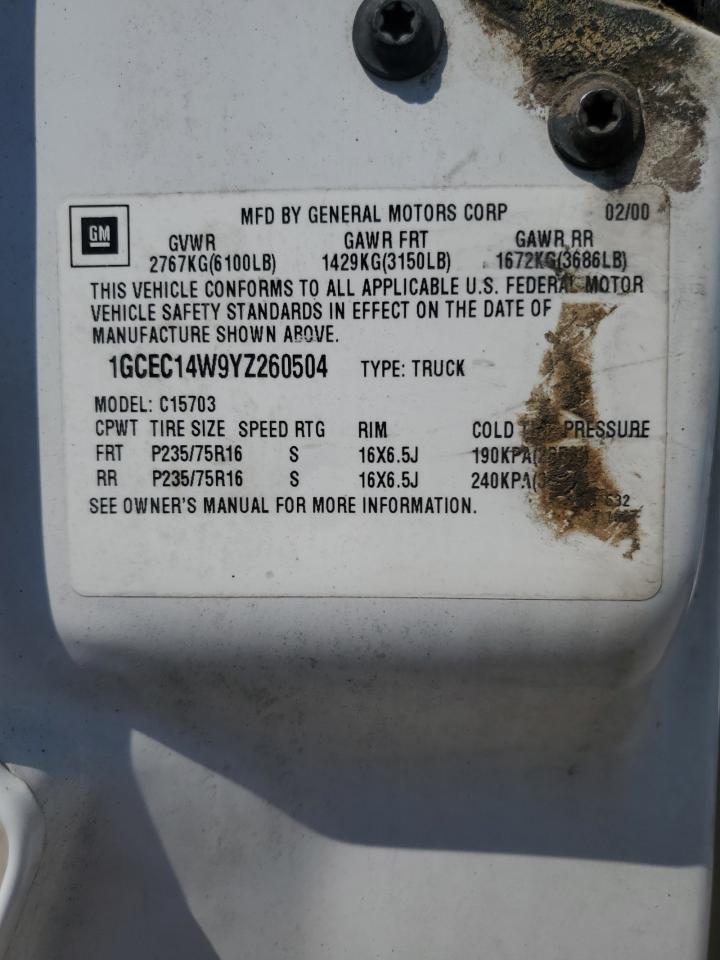 MFD BY GENERAL MOTORS CORP 02/00
GM
GVWR GAWR FRT GAWR RR
2767KG(6100LB) 1429KG(3150LB) 1672KG(3686LB)
THIS VEHICLE CONFORMS TO ALL APPLICABLE U.S. FEDERAL MOTOR
VEHICLE SAFETY STANDARDS IN EFFECT ON THE DATE OF
MANUFACTURE SHOWN ABOVE.
1GCEC14W9YZ260504 TYPE: TRUCK
MODEL: C15703
CPWT TIRE SIZE SPEED RTG RIM COLD PRESSURE
FRT P235/75R16 S 16X6.5J 190KPA
RR P235/75R16 S 16X6.5J 240KPA
SEE OWNER'S MANUAL FOR MORE INFORMATION.